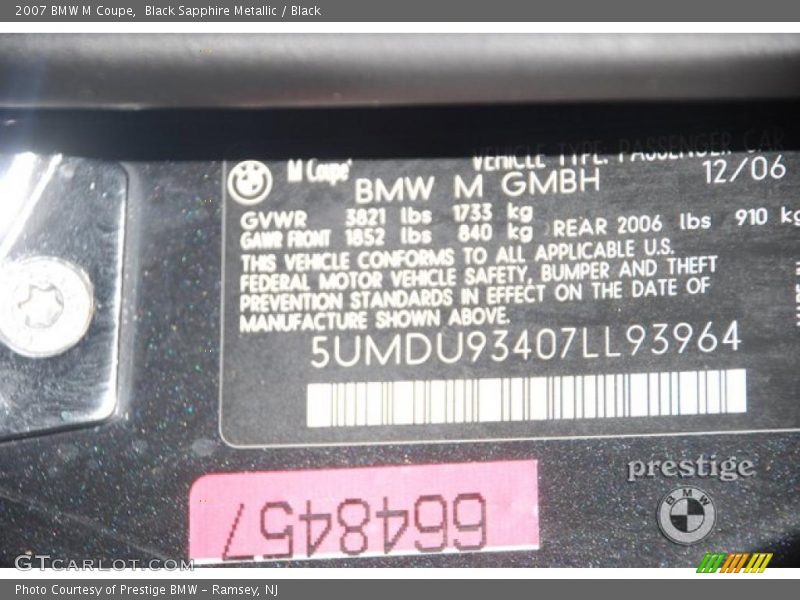 2007 BMW M Coupe, Black Sapphire Metallic / Black
VEHICLE TYPE: PASSENGER CAR
M Coupe
BMW M GMBH 12/06
GVWR 3821 lbs 1733 kg
GAWR FRONT 1852 lbs 840 kg REAR 2006 lbs 910 kg
THIS VEHICLE CONFORMS TO ALL APPLICABLE U.S.
FEDERAL MOTOR VEHICLE SAFETY, BUMPER AND THEFT
PREVENTION STANDARDS IN EFFECT ON THE DATE OF
MANUFACTURE SHOWN ABOVE.
5UMDU93407LL93964
6648457
prestige
BMW
GTCARLOT.COM
Photo Courtesy of Prestige BMW - Ramsey, NJ